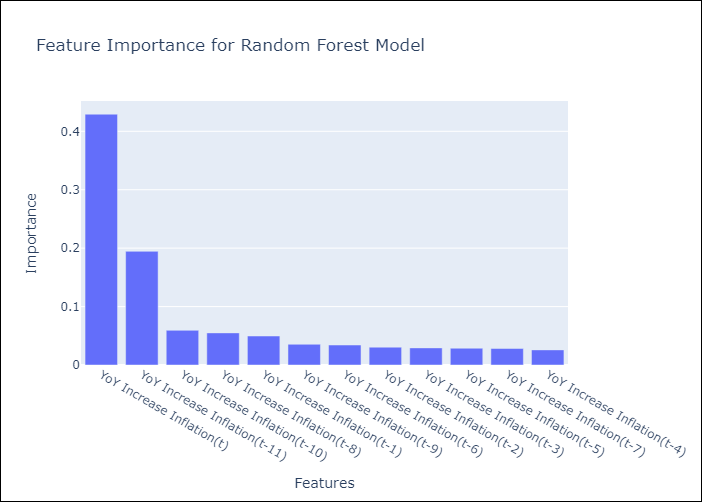 Feature Importance for Random Forest Model
Importance
0.4
0.3
0.2
0.1
0
YoY Increase Inflation(t)
YoY Increase Inflation(t-11)
YoY Increase Inflation(t-10)
YoY Increase Inflation(t-8)
YoY Increase Inflation(t-1)
YoY Increase Inflation(t-9)
YoY Increase Inflation(t-6)
YoY Increase Inflation(t-2)
YoY Increase Inflation(t-3)
YoY Increase Inflation(t-5)
YoY Increase Inflation(t-7)
YoY Increase Inflation(t-4)
Features